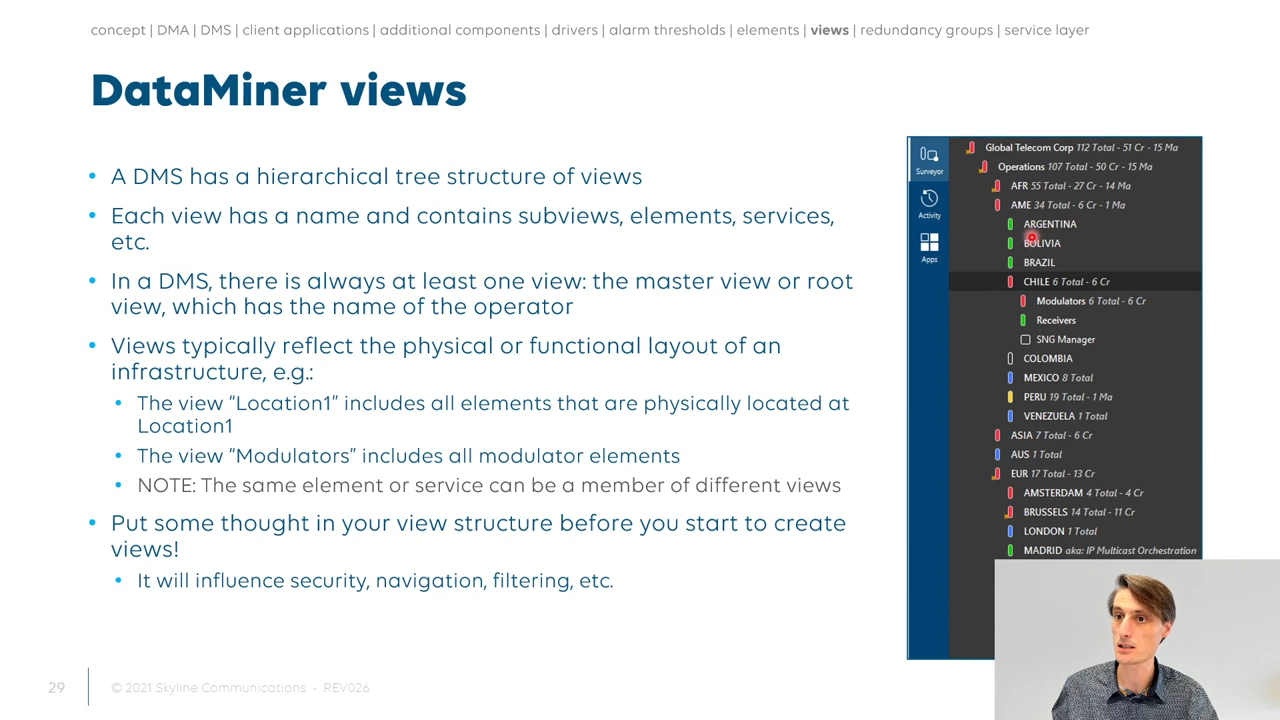 concept | DMA | DMS | client applications | additional components | drivers | alarm thresholds | elements | views | redundancy groups | service layer
DataMiner views
• A DMS has a hierarchical tree structure of views
• Each view has a name and contains subviews, elements, services,
etc.
• In a DMS, there is always at least one view: the master view or root
view, which has the name of the operator
• Views typically reflect the physical or functional layout of an
infrastructure, e.g.:
• The view “Location1” includes all elements that are physically located at
Location1
• The view “Modulators” includes all modulator elements
• NOTE: The same element or service can be a member of different views
• Put some thought in your view structure before you start to create
views!
• It will influence security, navigation, filtering, etc.
Surveyor
Activity
Apps
Global Telecom Corp 112 Total - 51 Cr - 15 Ma
Operations 107 Total - 50 Cr - 15 Ma
AFR 55 Total - 27 Cr - 14 Ma
AME 34 Total - 6 Cr - 1 Ma
ARGENTINA
BOLIVIA
BRAZIL
CHILE 6 Total - 6 Cr
Modulators 6 Total - 6 Cr
Receivers
SNG Manager
COLOMBIA
MEXICO 8 Total
PERU 19 Total - 1 Ma
VENEZUELA 1 Total
ASIA 7 Total - 6 Cr
AUS 1 Total
EUR 17 Total - 13 Cr
AMSTERDAM 4 Total - 4 Cr
BRUSSELS 14 Total - 11 Cr
LONDON 1 Total
MADRID aka: IP Multicast Orchestration
29
© 2021 Skyline Communications - REV026